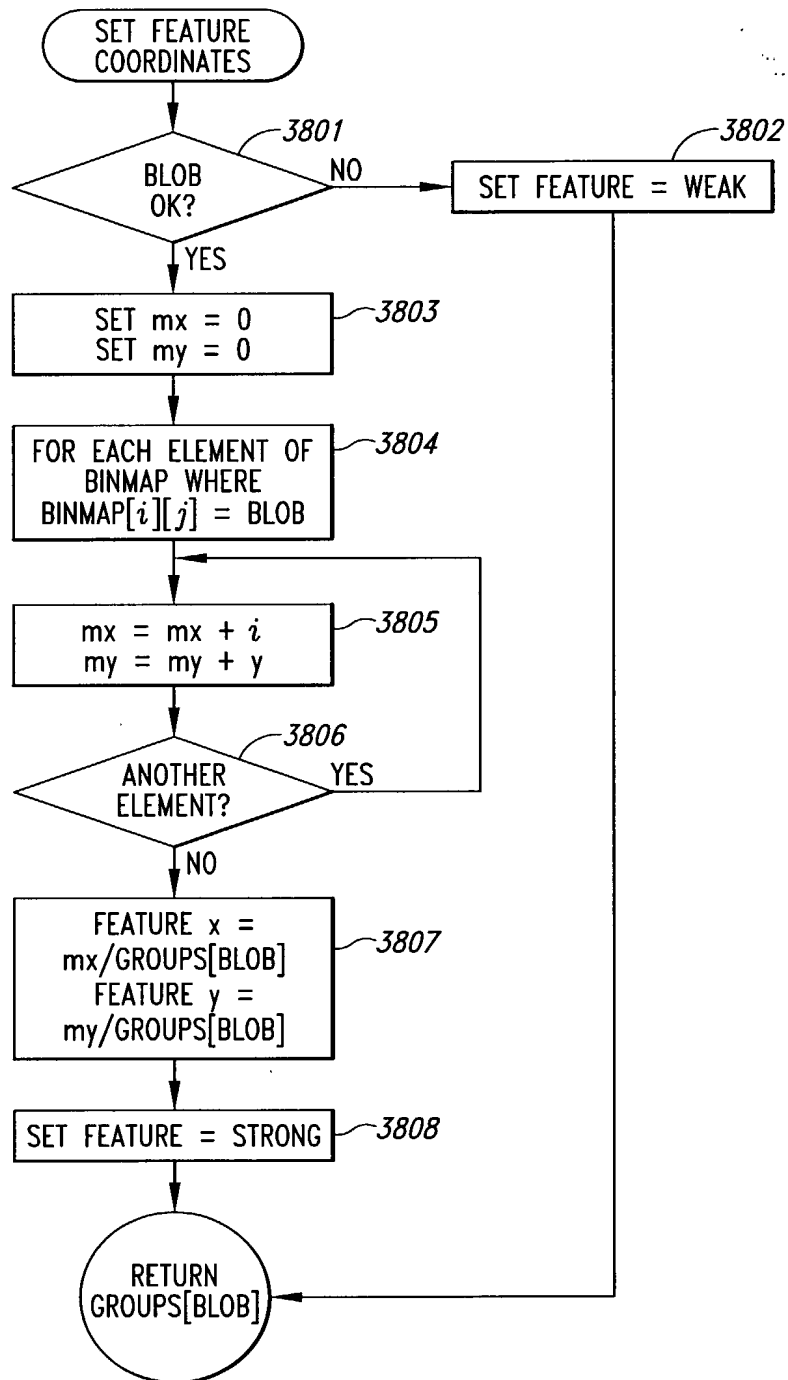 SET FEATURE
COORDINATES
3801
BLOB
OK?
NO
YES
3802
SET FEATURE = WEAK
SET mx = 0
SET my = 0
3803
FOR EACH ELEMENT OF
BINMAP WHERE
BINMAP[i][j] = BLOB
3804
mx = mx + i
my = my + y
3805
3806
ANOTHER
ELEMENT?
YES
NO
FEATURE x =
mx/GROUPS[BLOB]
FEATURE y =
my/GROUPS[BLOB]
3807
SET FEATURE = STRONG
3808
RETURN
GROUPS[BLOB]